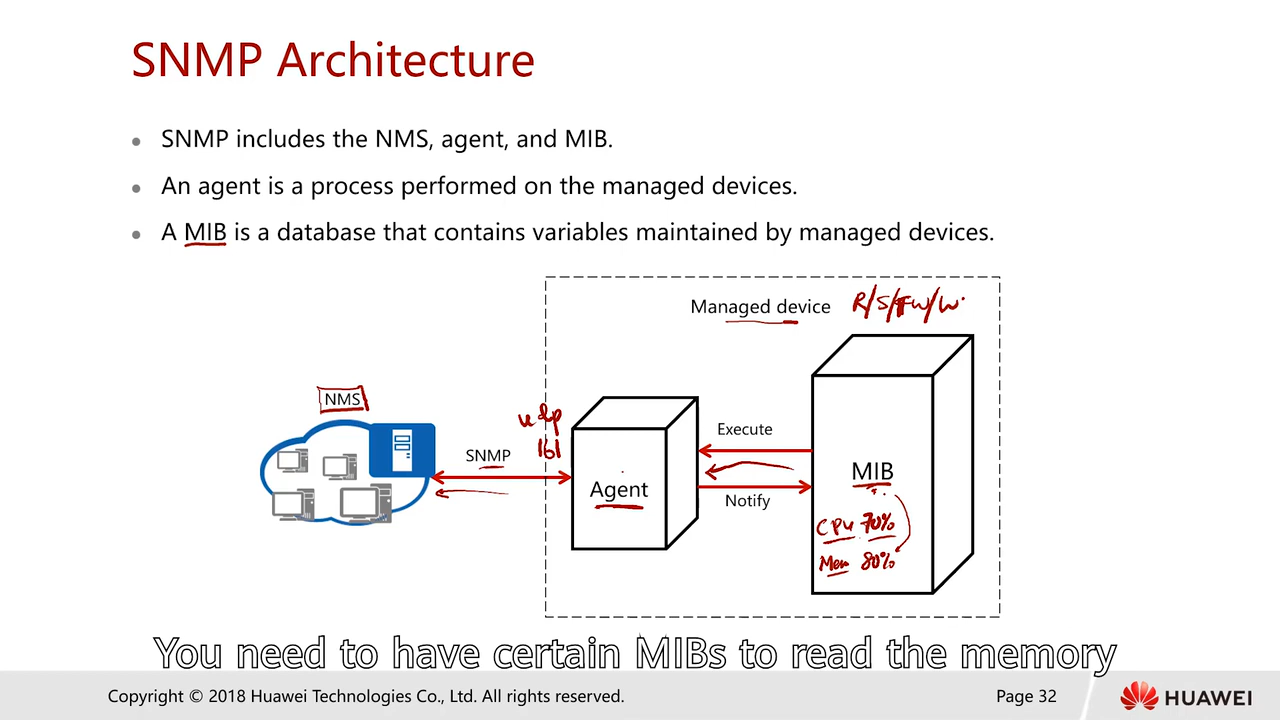 SNMP Architecture
SNMP includes the NMS, agent, and MIB.
An agent is a process performed on the managed devices.
A MIB is a database that contains variables maintained by managed devices.
Managed device R/S/FW/W
NMS
udp
161
SNMP
Execute
Agent
Notify
MIB
CPU 70%
Mem 80%
You need to have certain MIBs to read the memory
Copyright © 2018 Huawei Technologies Co., Ltd. All rights reserved.
Page 32
HUAWEI